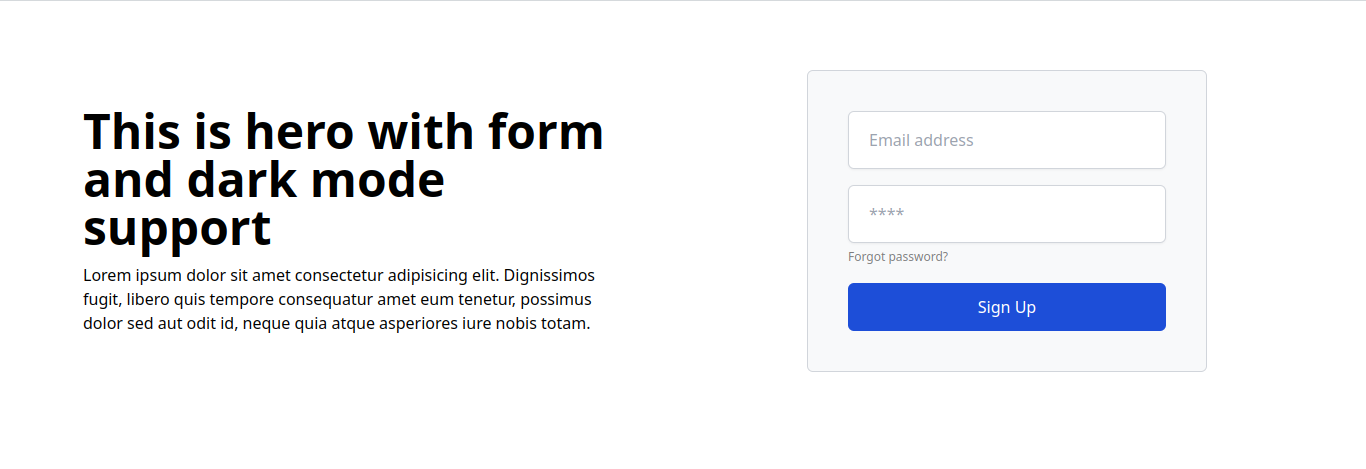 This is hero with form
and dark mode
support
Lorem ipsum dolor sit amet consectetur adipisicing elit. Dignissimos
fugit, libero quis tempore consequatur amet eum tenetur, possimus
dolor sed aut odit id, neque quia atque asperiores iure nobis totam.
Email address
****
Forgot password?
Sign Up